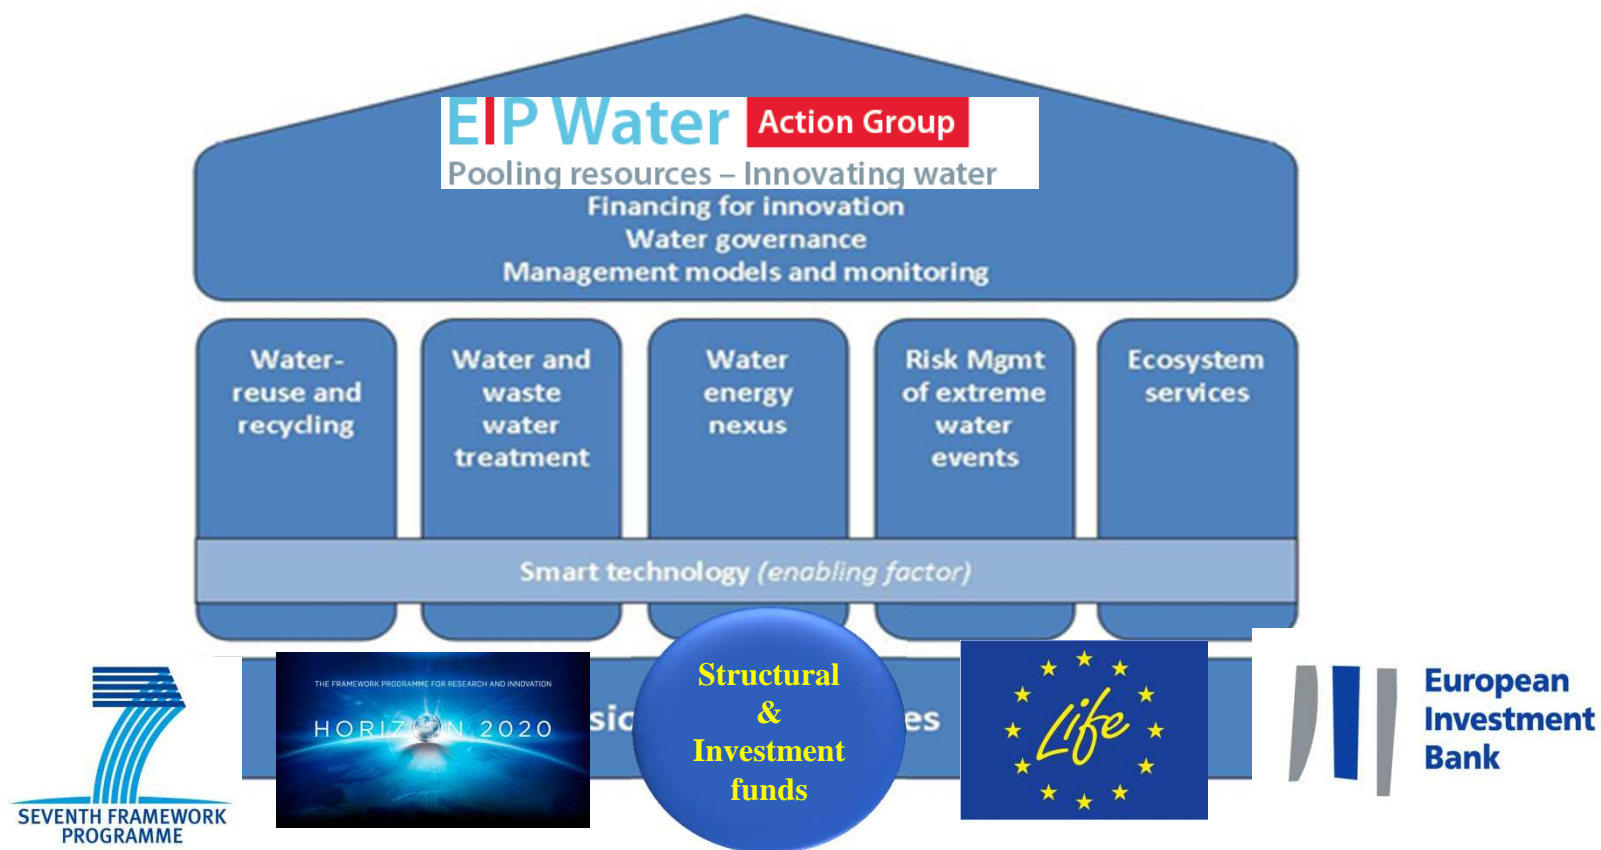 EIP Water Action Group
Pooling resources – Innovating water
Financing for innovation
Water governance
Management models and monitoring
Water-
reuse and
recycling
Water and
waste
water
treatment
Water
energy
nexus
Risk Mgmt
of extreme
water
events
Ecosystem
services
Smart technology (enabling factor)
7
SEVENTH FRAMEWORK
PROGRAMME
THE FRAMEWORK PROGRAMME FOR RESEARCH AND INNOVATION
HORIZON 2020
Structural
&
Investment
funds
Life
European
Investment
Bank